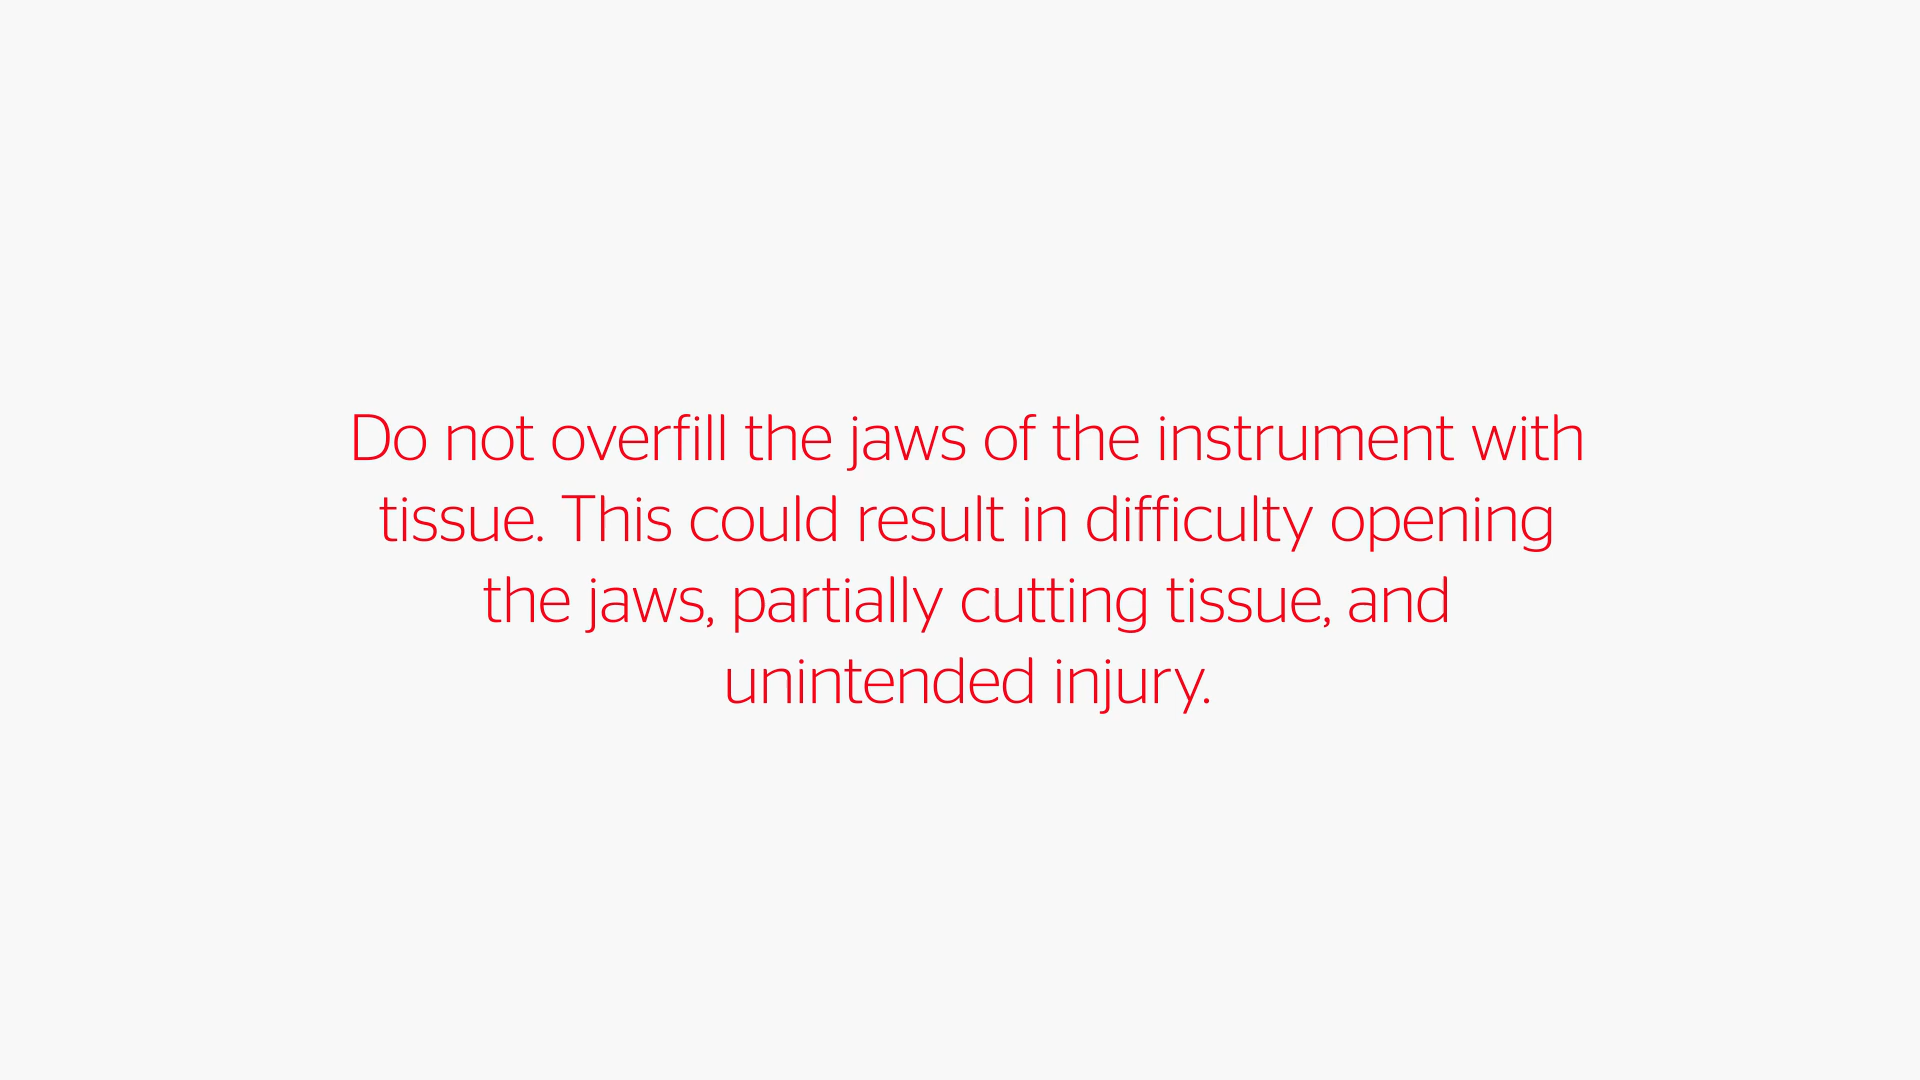 Do not overfill the jaws of the instrument with
tissue. This could result in difficulty opening
the jaws, partially cutting tissue, and
unintended injury.